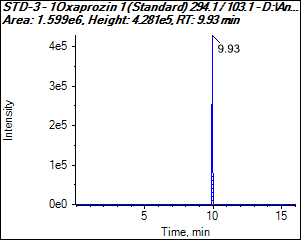 STD-3 - 1Oxaprozin 1 (Standard) 294.1 / 103.1 - D:\An...
Area: 1.599e6, Height: 4.281e5, RT: 9.93 min
9.93
4e5
3e5
2e5
1e5
0e0
Intensity
5
10
15
Time, min